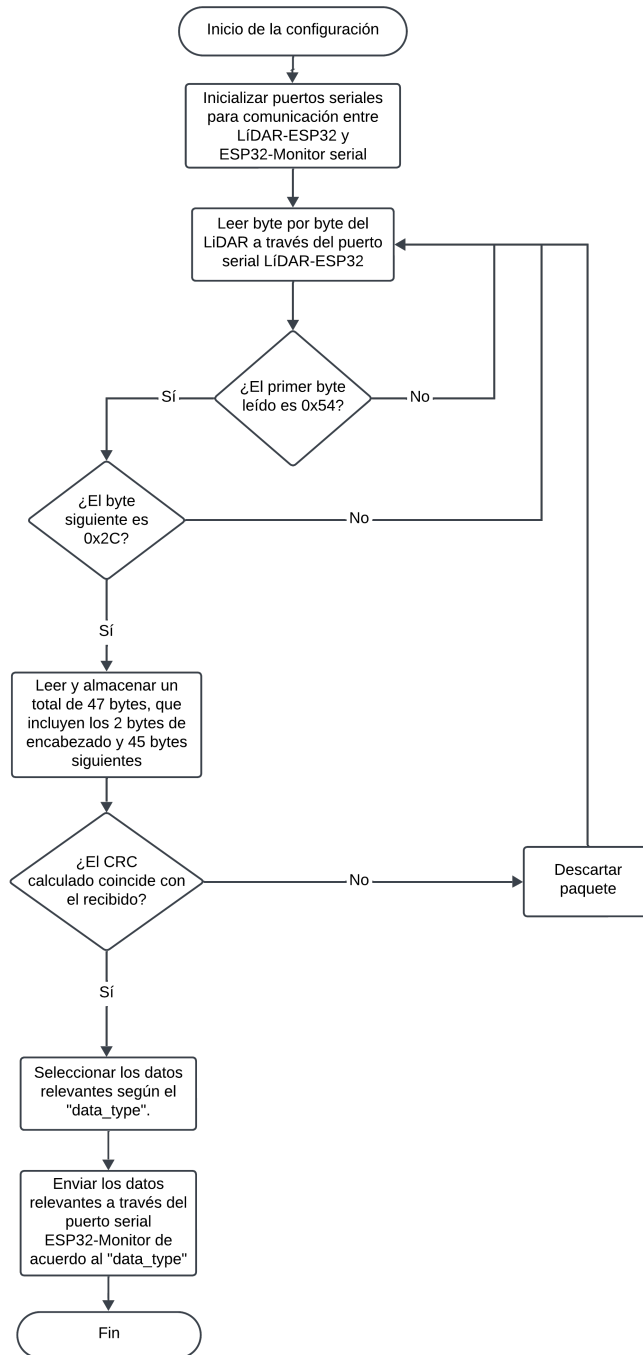 Inicio de la configuración
Inicializar puertos seriales
para comunicación entre
LíDAR-ESP32 y
ESP32-Monitor serial
Leer byte por byte del
LiDAR a través del puerto
serial LíDAR-ESP32
¿El primer byte
leído es 0x54?
Sí
No
¿El byte
siguiente es
0x2C?
No
Sí
Leer y almacenar un
total de 47 bytes, que
incluyen los 2 bytes de
encabezado y 45 bytes
siguientes
¿El CRC
calculado coincide con
el recibido?
No
Descartar
paquete
Sí
Seleccionar los datos
relevantes según el
"data_type".
Enviar los datos
relevantes a través del
puerto serial
ESP32-Monitor de
acuerdo al "data_type"
Fin